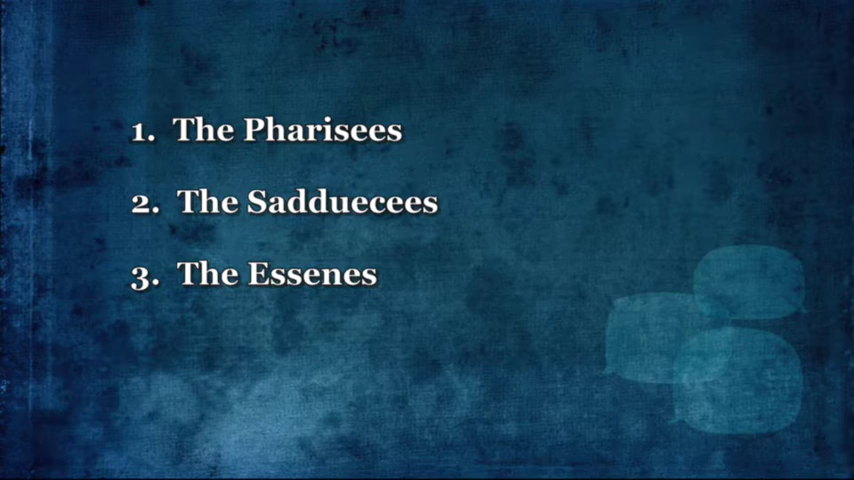 1. The Pharisees
2. The Sadduecees
3. The Essenes